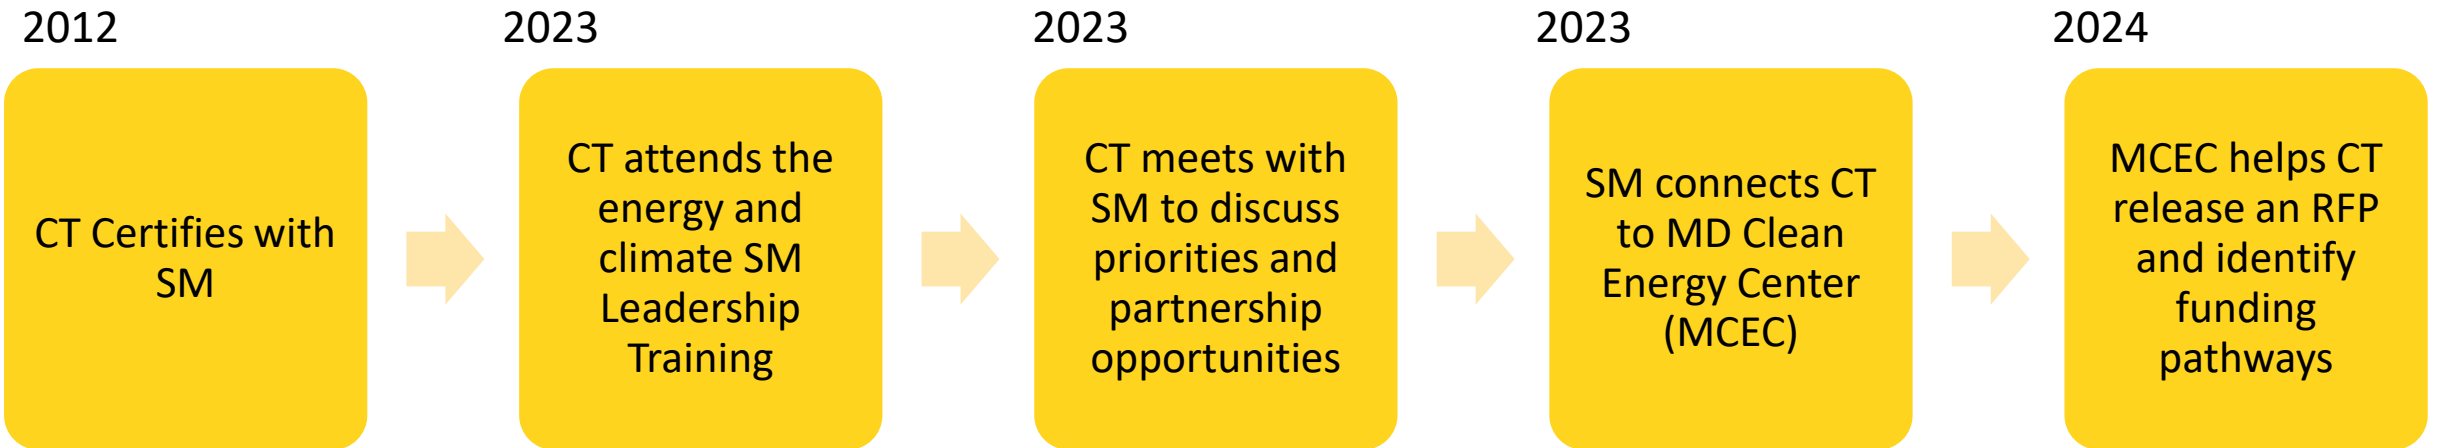 2012
CT Certifies with
SM
2023
CT attends the
energy and
climate SM
Leadership
Training
2023
CT meets with
SM to discuss
priorities and
partnership
opportunities
2023
SM connects CT
to MD Clean
Energy Center
(MCEC)
2024
MCEC helps CT
release an RFP
and identify
funding
pathways